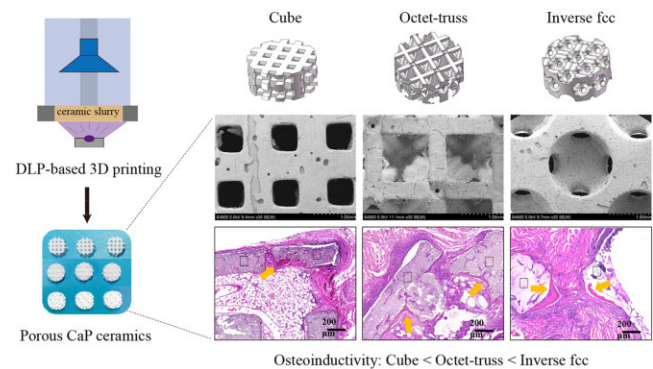 Cube
Octet-truss
Inverse fcc
ceramic slurry
DLP-based 3D printing
Porous CaP ceramics
200
μm
200
μm
200
μm
Osteoinductivity: Cube < Octet-truss < Inverse fcc